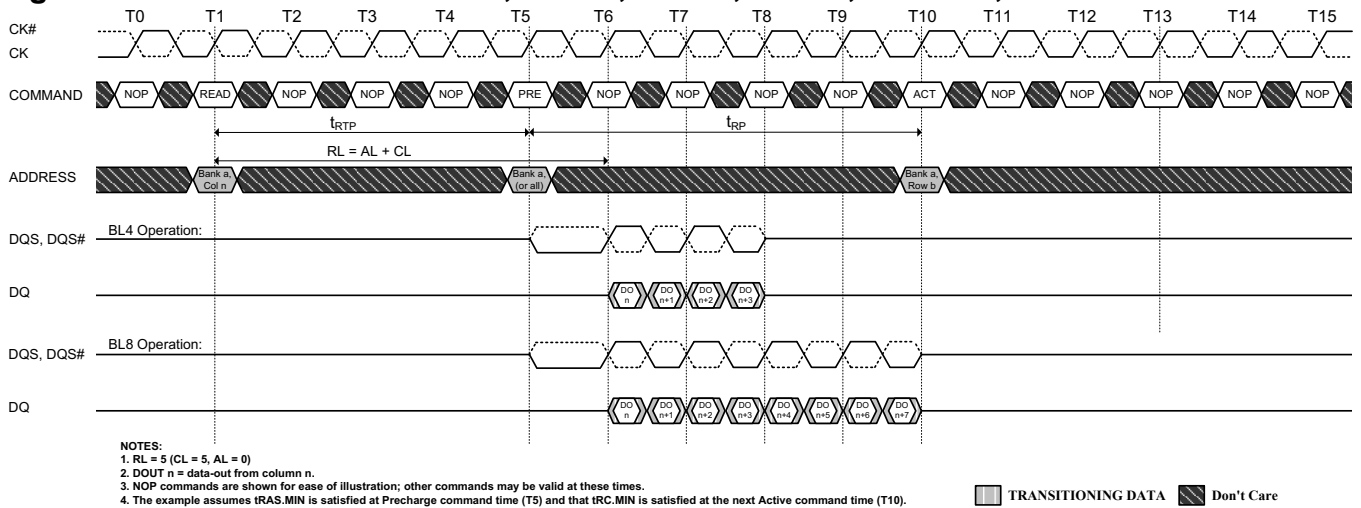 T0 T1 T2 T3 T4 T5 T6 T7 T8 T9 T10 T11 T12 T13 T14 T15
CK#
CK
COMMAND NOP READ NOP NOP NOP PRE NOP NOP NOP NOP ACT NOP NOP NOP NOP NOP
tRTP tRP
RL = AL + CL
ADDRESS Bank a, Col n Bank a, (or all) Bank a, Row b
DQS, DQS# BL4 Operation:
DQ DO n DO n+1 DO n+2 DO n+3
DQS, DQS# BL8 Operation:
DQ DO n DO n+1 DO n+2 DO n+3 DO n+4 DO n+5 DO n+6 DO n+7
NOTES:
1. RL = 5 (CL = 5, AL = 0)
2. DOUT n = data-out from column n.
3. NOP commands are shown for ease of illustration; other commands may be valid at these times.
4. The example assumes tRAS.MIN is satisfied at Precharge command time (T5) and that tRC.MIN is satisfied at the next Active command time (T10).
TRANSITIONING DATA Don't Care